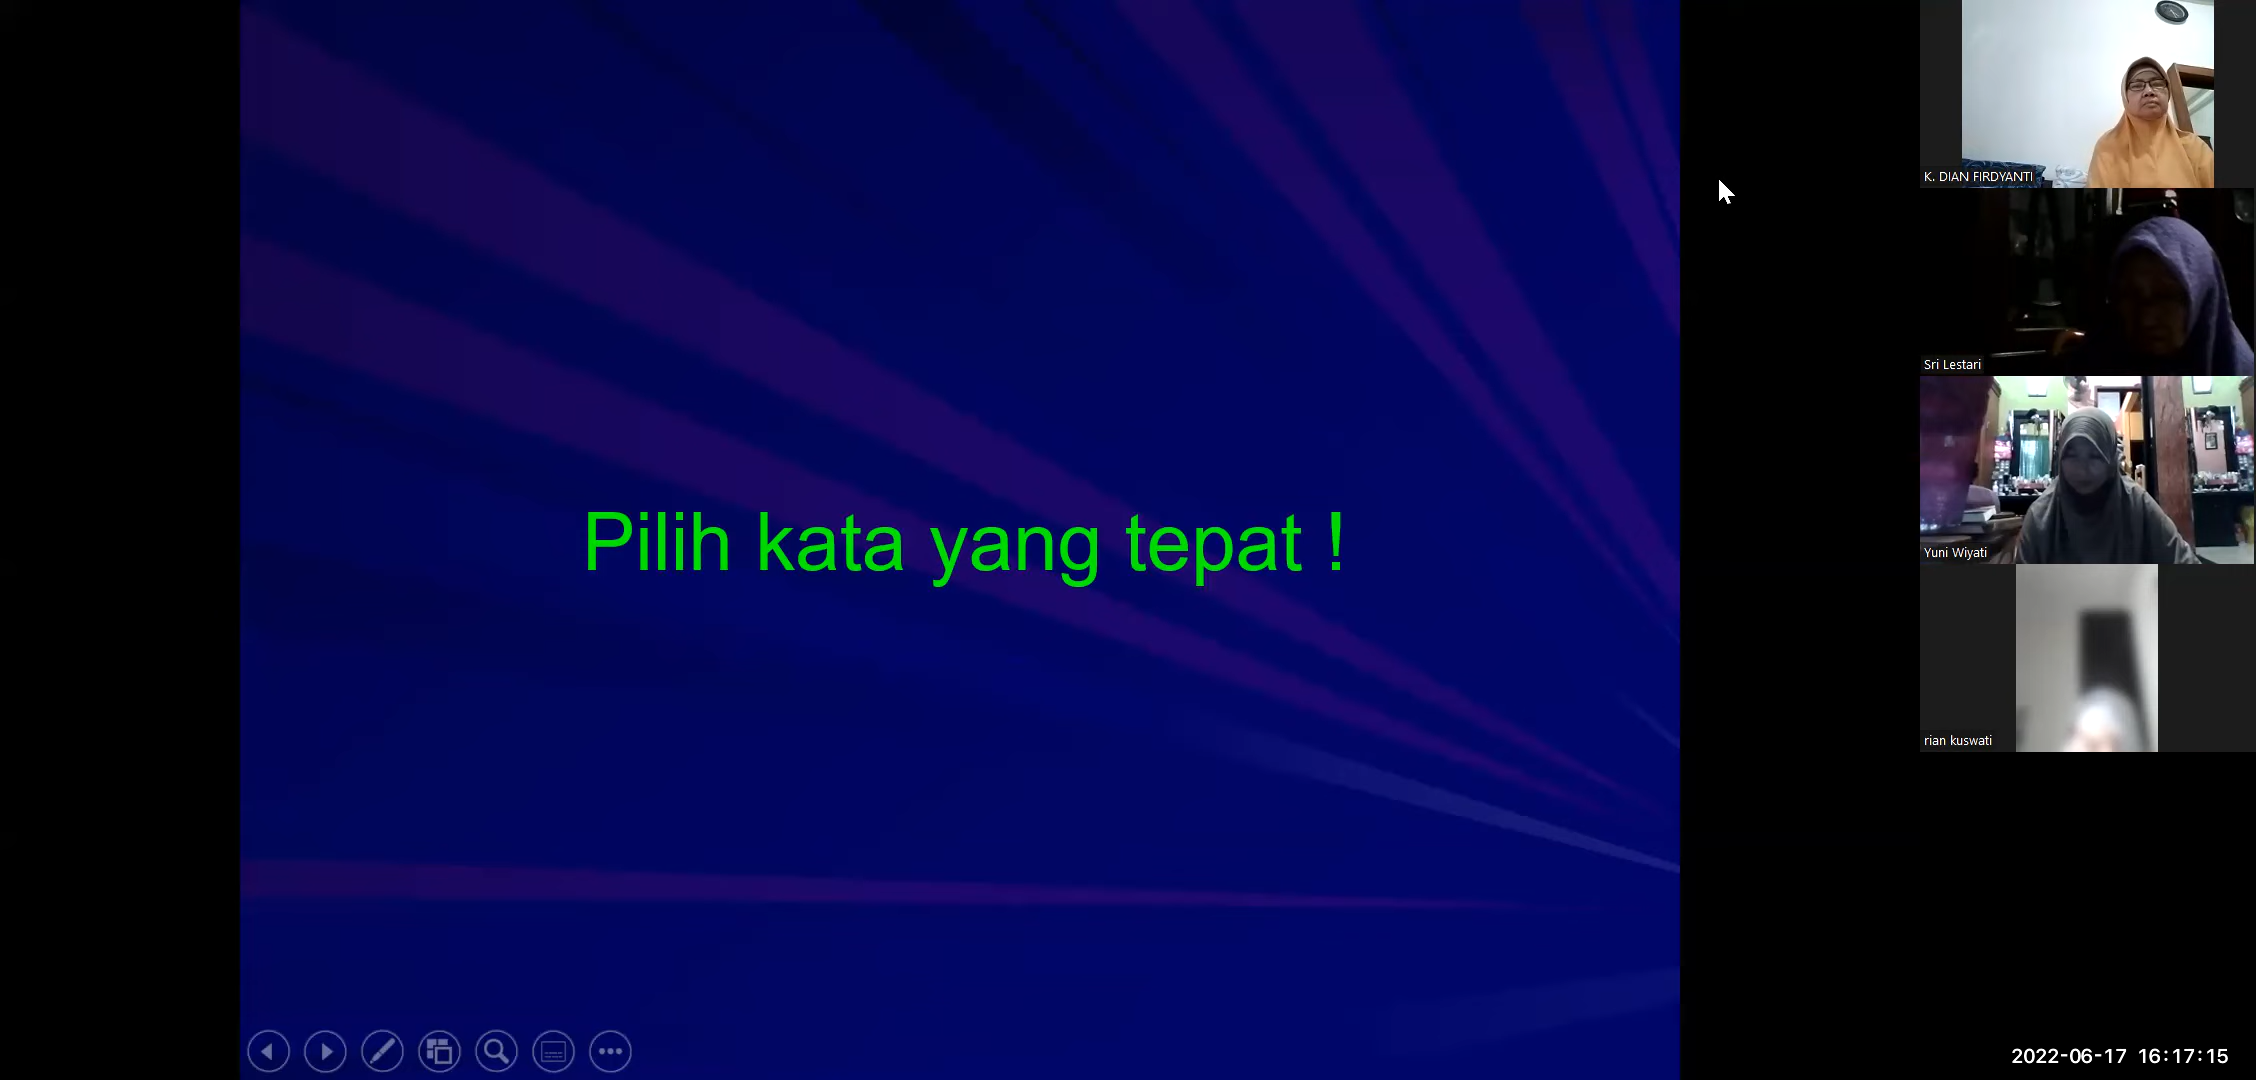 Pilih kata yang tepat !
K. DIAN FIRDYANTI
Sri Lestari
Yuni Wiyati
rian kuswati
2022-06-17 16:17:15